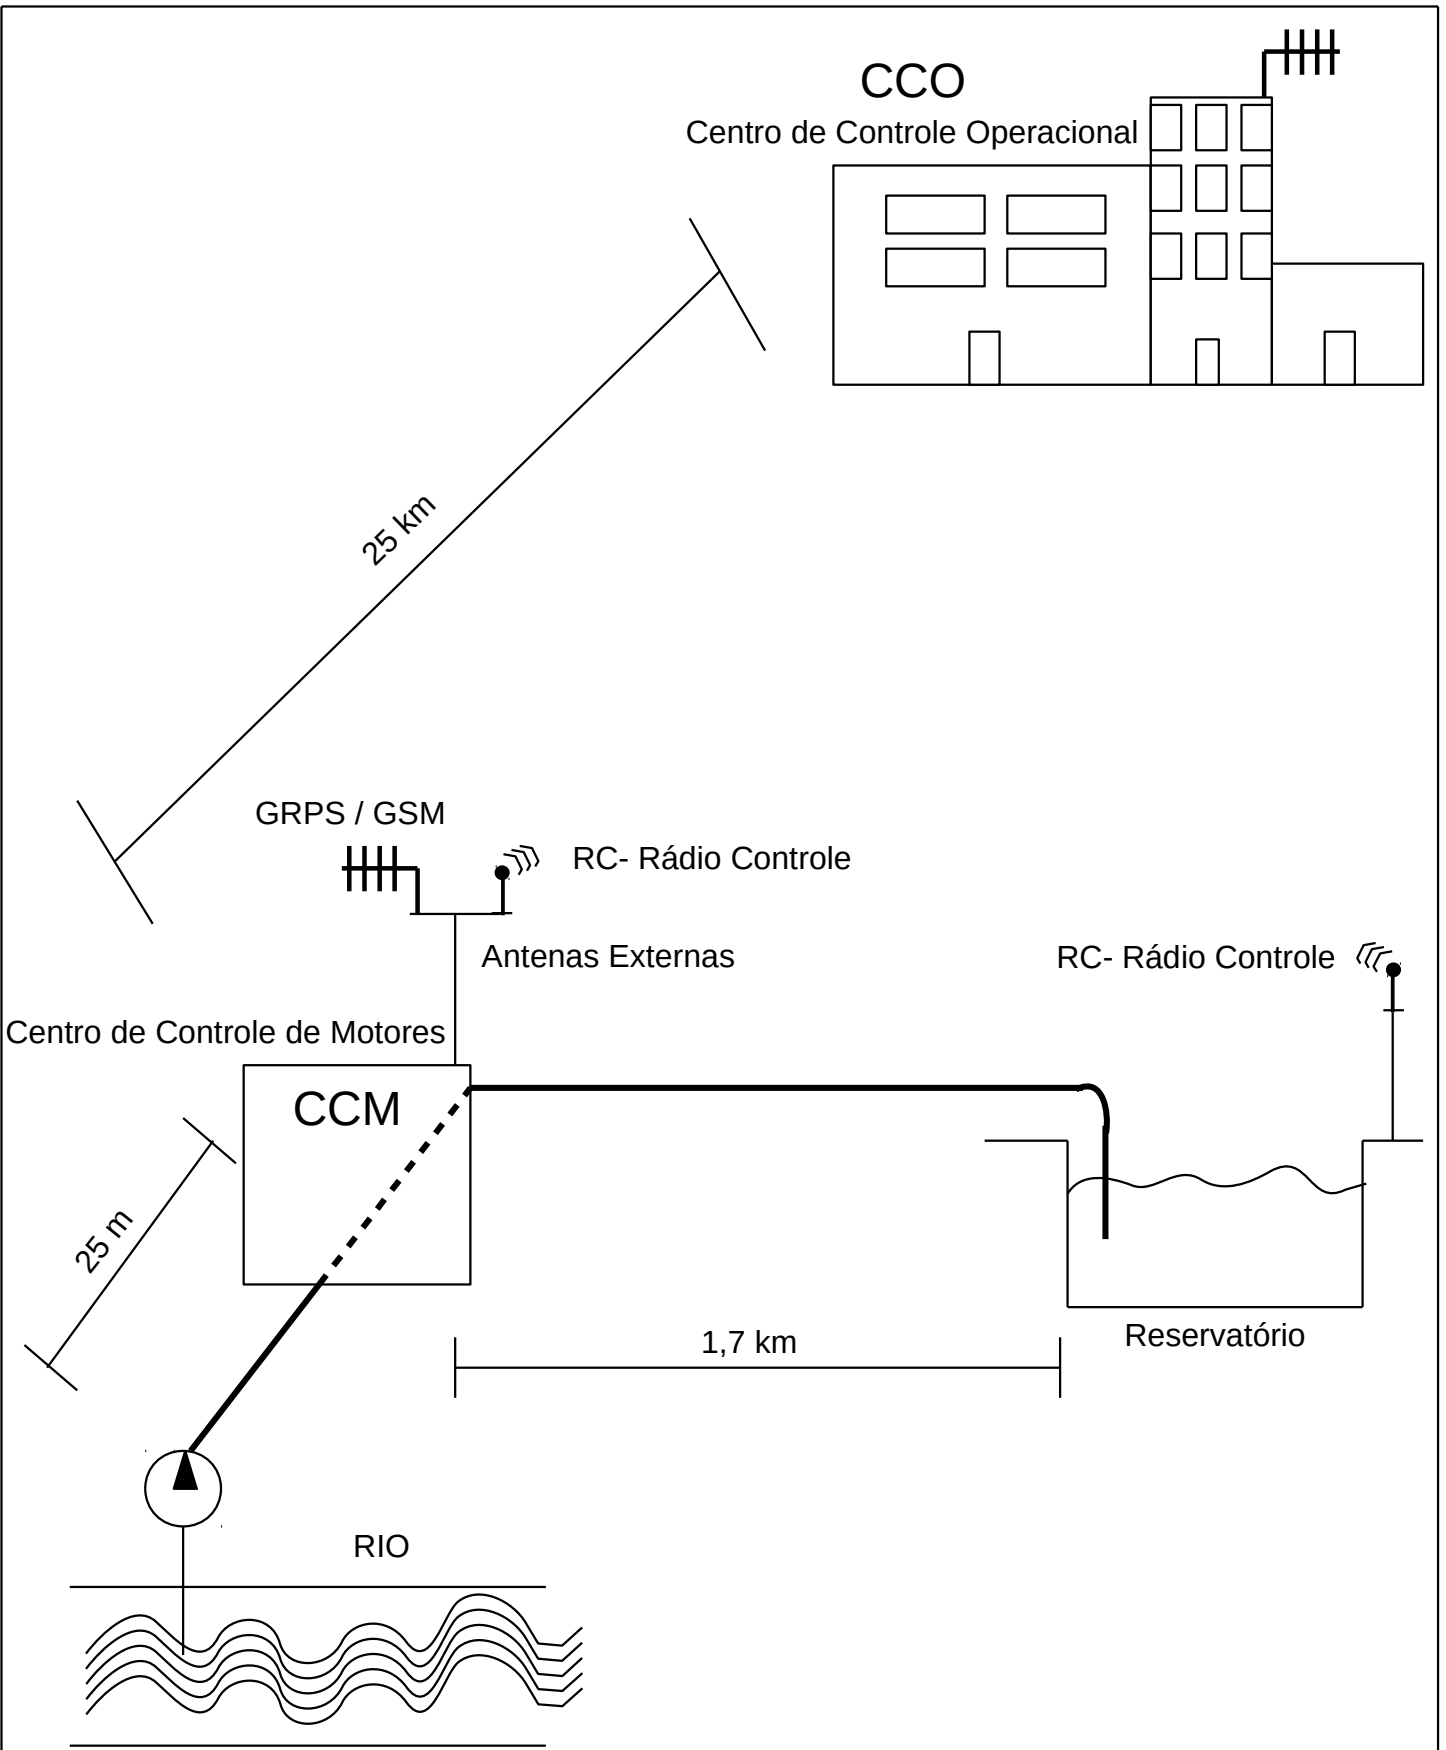 CCO
Centro de Controle Operacional
25 km
GRPS / GSM
RC- Rádio Controle
Antenas Externas
RC- Rádio Controle
Centro de Controle de Motores
CCM
25 m
1,7 km
Reservatório
RIO